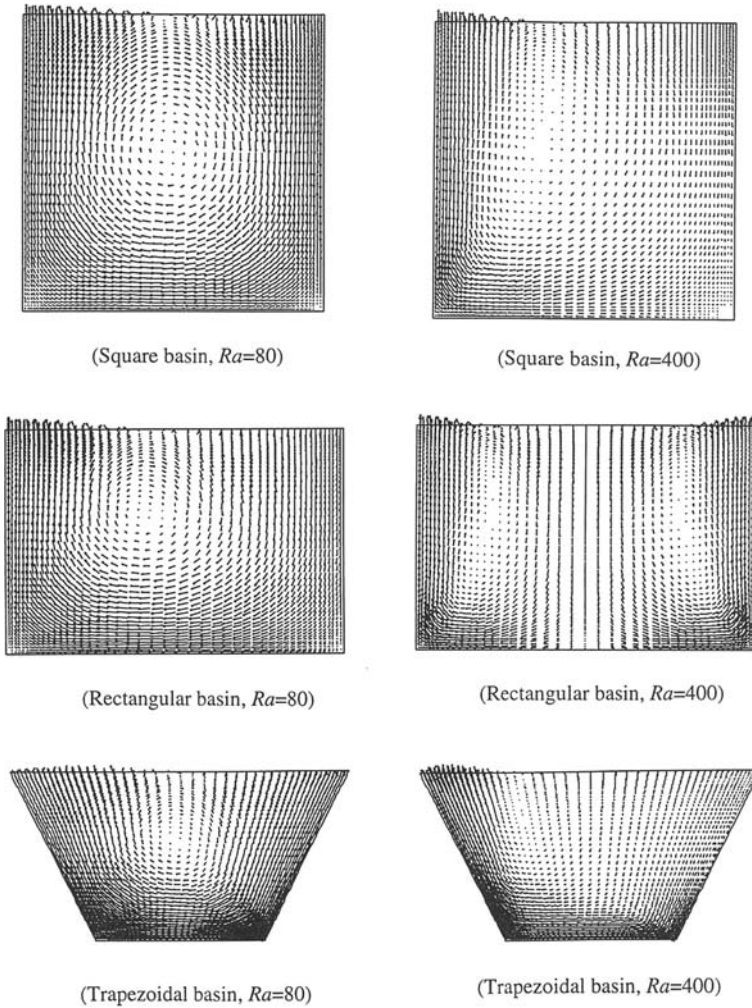 (Square basin, Ra=80)
(Square basin, Ra=400)
(Rectangular basin, Ra=80)
(Rectangular basin, Ra=400)
(Trapezoidal basin, Ra=80)
(Trapezoidal basin, Ra=400)